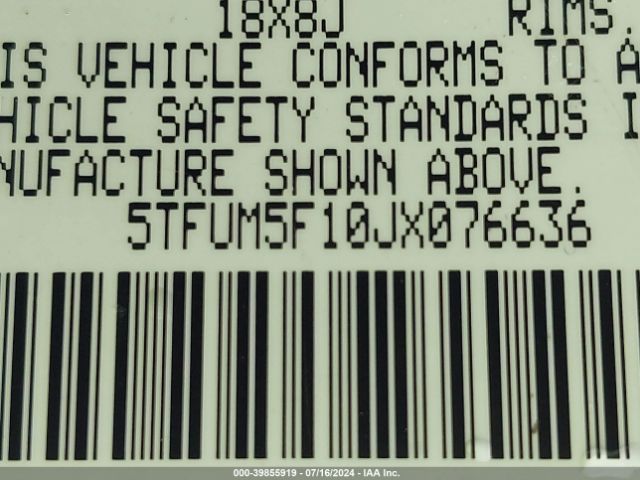 18X8J RIMS.
IS VEHICLE CONFORMS TO A
HICLE SAFETY STANDARDS I
NUFACTURE SHOWN ABOVE.
5TFUM5F10JX076636
000-39855919 - 07/16/2024 - IAA Inc.